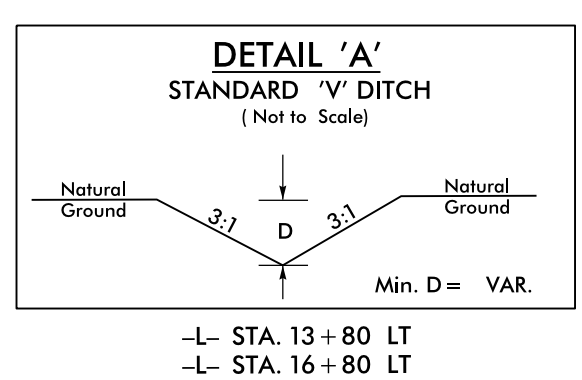 DETAIL 'A'
STANDARD 'V' DITCH
( Not to Scale)
Natural
Ground
3:1
D
3:1
Natural
Ground
Min. D = VAR.
–L– STA. 13+80 LT
–L– STA. 16+80 LT